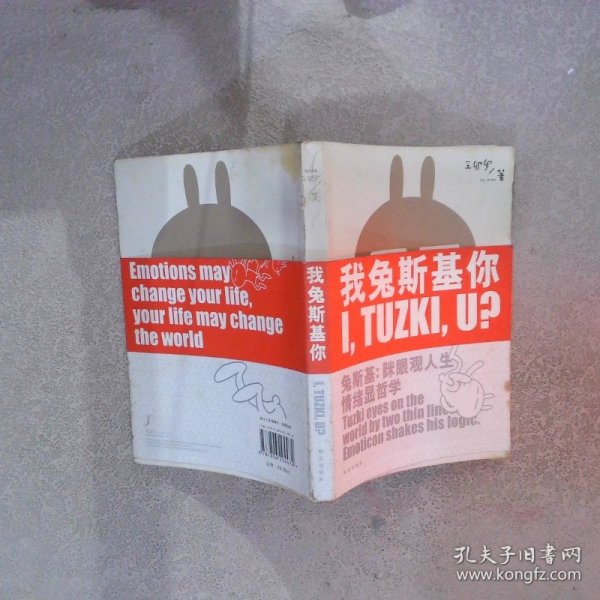 Emotions may
change your life,
your life may change
the world
我兔斯基你
I, TUZKI, U?
王卯卯/著
我兔斯基你
I, TUZKI, U?
兔斯基:眯眼观人生
情绪显哲学
Tuzki eyes on the
world by two thin line
Emoticon shakes his logic.
孔夫子旧书网
www.kongfz.com